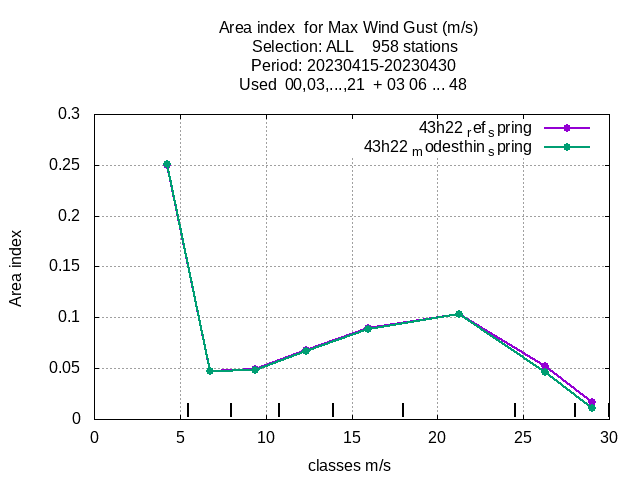 Area index  for Max Wind Gust (m/s)
Selection: ALL    958 stations
Period: 20230415-20230430
Used  00,03,...,21  + 03 06 ... 48
43h22 ref spring
43h22 modesthin spring
0.3
0.25
0.2
0.15
0.1
0.05
0
0 5 10 15 20 25 30
Area index
classes m/s